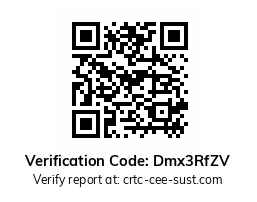 Verification Code: Dmx3RfZV
Verify report at: crtc-cee-sust.com